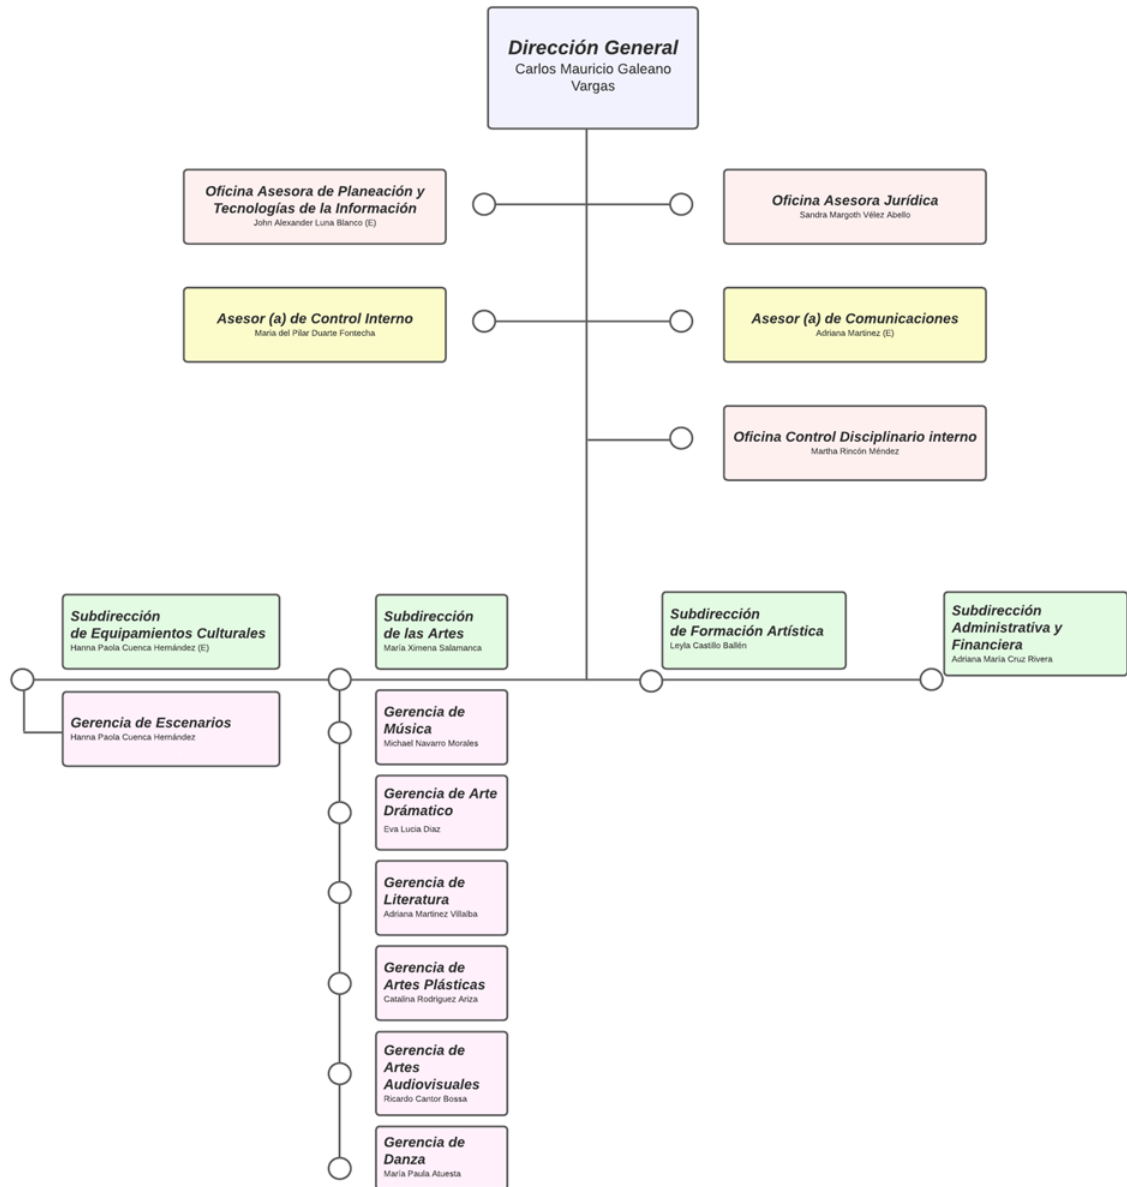 Dirección General
Carlos Mauricio Galeano
Vargas
Oficina Asesora de Planeación y
Tecnologías de la Información
John Alexander Luna Blanco (E)
Oficina Asesora Jurídica
Sandra Margoth Vélez Abello
Asesor (a) de Control Interno
Maria del Pilar Duarte Fontecha
Asesor (a) de Comunicaciones
Adriana Martinez (E)
Oficina Control Disciplinario interno
Martha Rincón Méndez
Subdirección
de Equipamientos Culturales
Hanna Paola Cuenca Hernández (E)
Subdirección
de las Artes
María Ximena Salamanca
Subdirección
de Formación Artística
Leyla Castillo Ballén
Subdirección
Administrativa y
Financiera
Adriana María Cruz Rivera
Gerencia de Escenarios
Hanna Paola Cuenca Hernández
Gerencia de
Música
Michael Navarro Morales
Gerencia de Arte
Drámatico
Eva Lucia Diaz
Gerencia de
Literatura
Adriana Martinez Villalba
Gerencia de
Artes Plásticas
Catalina Rodriguez Ariza
Gerencia de
Artes
Audiovisuales
Ricardo Cantor Bossa
Gerencia de
Danza
María Paula Atuesta